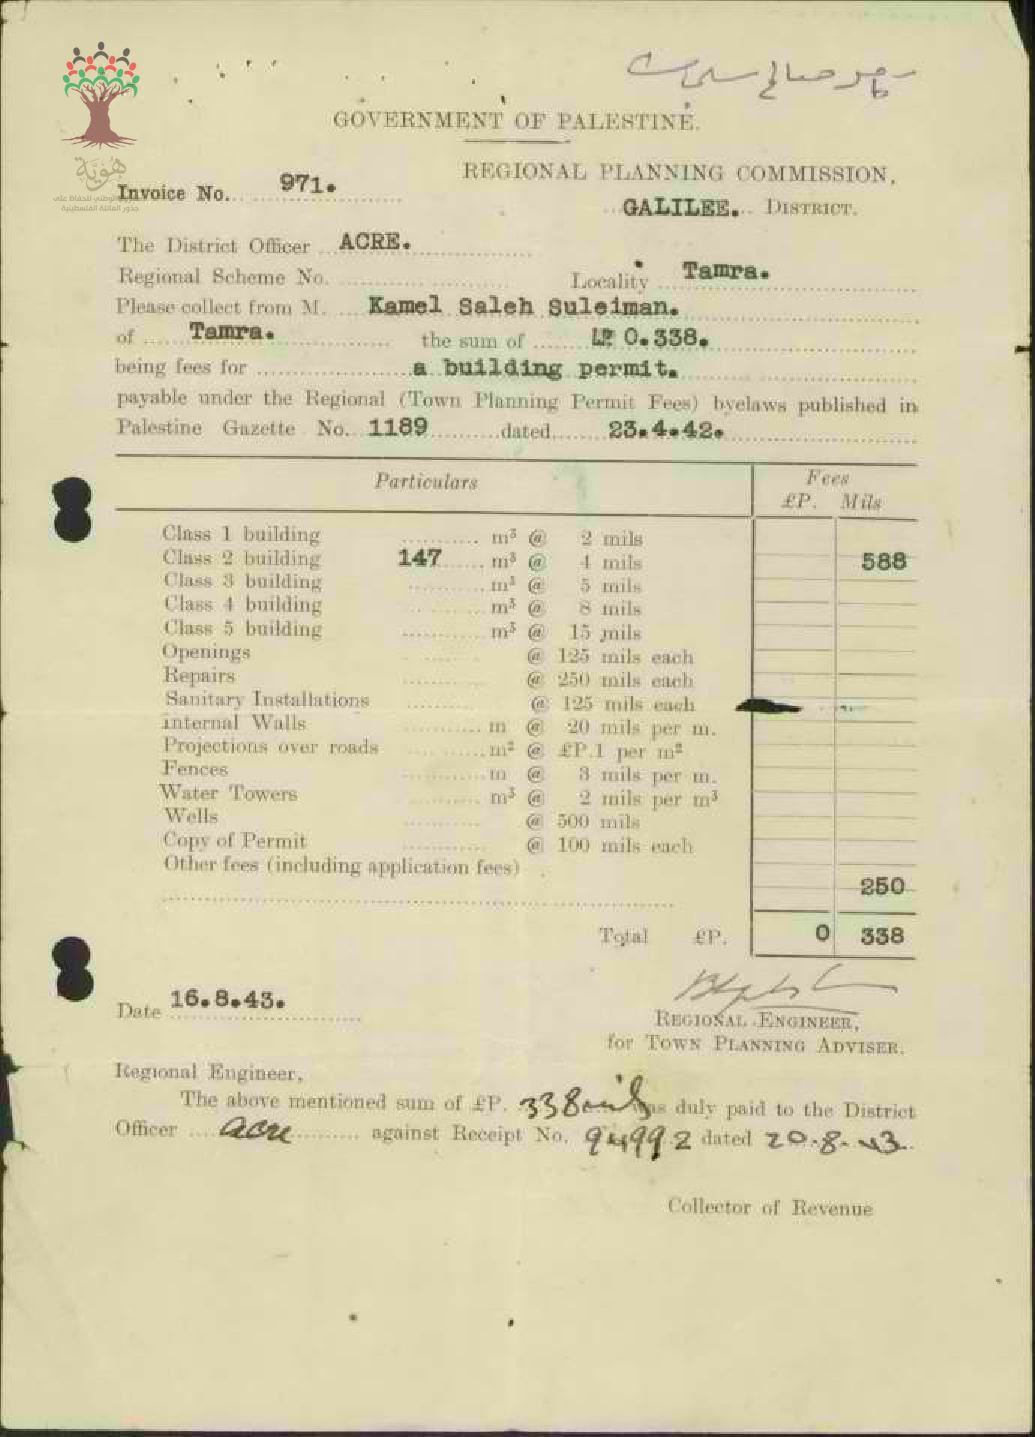 كامل صالح سليمان
GOVERNMENT OF PALESTINE.
هُوِيَّة
REGIONAL PLANNING COMMISSION,
Invoice No. 971.
GALILEE. DISTRICT.
The District Officer ACRE.
Regional Scheme No. Locality Tamra.
Please collect from M. Kamel Saleh Suleiman.
of Tamra. the sum of LP 0.338.
being fees for a building permit.
payable under the Regional (Town Planning Permit Fees) byelaws published in
Palestine Gazette No. 1189 dated 23.4.42.
Particulars Fees
£P. Mils
Class 1 building m³ @ 2 mils
Class 2 building 147 m³ @ 4 mils 588
Class 3 building m³ @ 5 mils
Class 4 building m³ @ 8 mils
Class 5 building m³ @ 15 mils
Openings @ 125 mils each
Repairs @ 250 mils each
Sanitary Installations @ 125 mils each
Internal Walls m @ 20 mils per m.
Projections over roads m² @ £P.1 per m²
Fences m @ 3 mils per m.
Water Towers m³ @ 2 mils per m³
Wells @ 500 mils
Copy of Permit @ 100 mils each
Other fees (including application fees)
250
Total £P. 0 338
Date 16.8.43.
REGIONAL ENGINEER,
for TOWN PLANNING ADVISER.
Regional Engineer,
The above mentioned sum of £P. 338 mils was duly paid to the District
Officer acre against Receipt No. 94992 dated 20.8.43.
Collector of Revenue